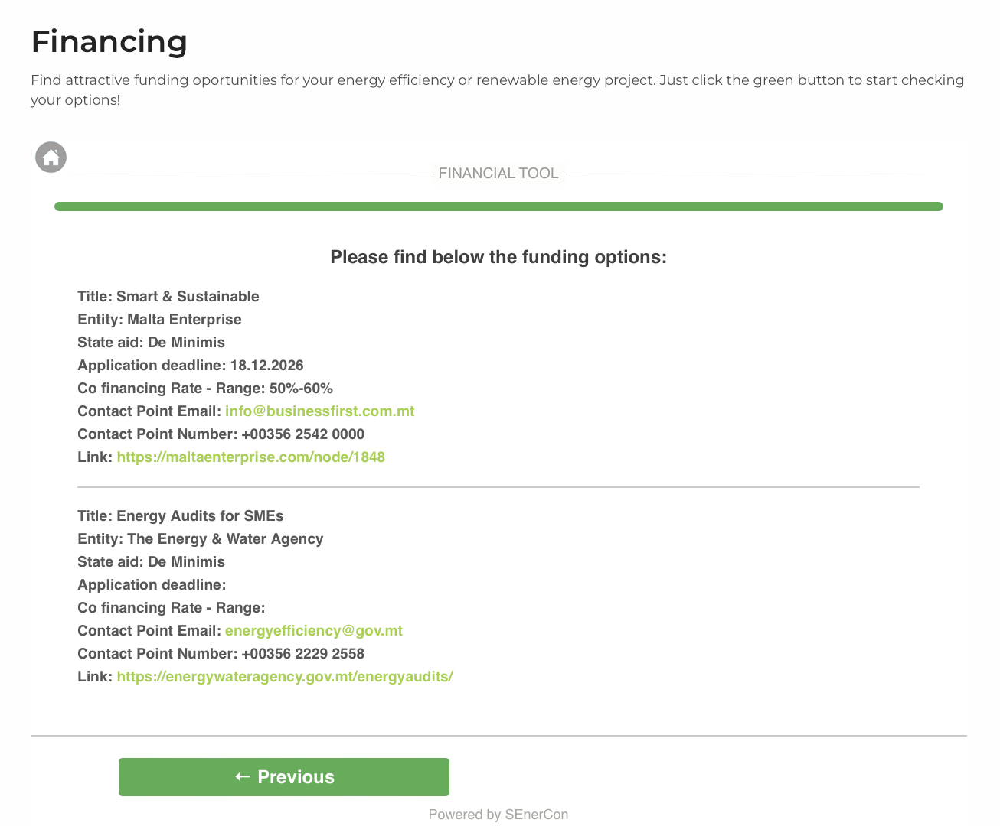 Financing
Find attractive funding oportunities for your energy efficiency or renewable energy project. Just click the green button to start checking
your options!
FINANCIAL TOOL
Please find below the funding options:
Title: Smart & Sustainable
Entity: Malta Enterprise
State aid: De Minimis
Application deadline: 18.12.2026
Co financing Rate - Range: 50%-60%
Contact Point Email: info@businessfirst.com.mt
Contact Point Number: +00356 2542 0000
Link: https://maltaenterprise.com/node/1848
Title: Energy Audits for SMEs
Entity: The Energy & Water Agency
State aid: De Minimis
Application deadline:
Co financing Rate - Range:
Contact Point Email: energyefficiency@gov.mt
Contact Point Number: +00356 2229 2558
Link: https://energywateragency.gov.mt/energyaudits/
← Previous
Powered by SEnerCon